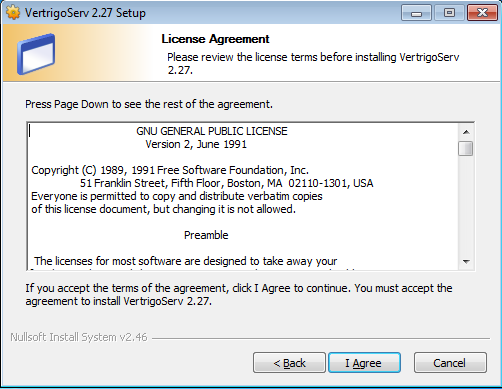 VertrigoServ 2.27 Setup
License Agreement
Please review the license terms before installing VertrigoServ
2.27.
Press Page Down to see the rest of the agreement.
GNU GENERAL PUBLIC LICENSE
Version 2, June 1991
Copyright (C) 1989, 1991 Free Software Foundation, Inc.
51 Franklin Street, Fifth Floor, Boston, MA  02110-1301, USA
Everyone is permitted to copy and distribute verbatim copies
of this license document, but changing it is not allowed.
Preamble
The licenses for most software are designed to take away your
If you accept the terms of the agreement, click I Agree to continue. You must accept the
agreement to install VertrigoServ 2.27.
Nullsoft Install System v2.46
< Back
I Agree
Cancel